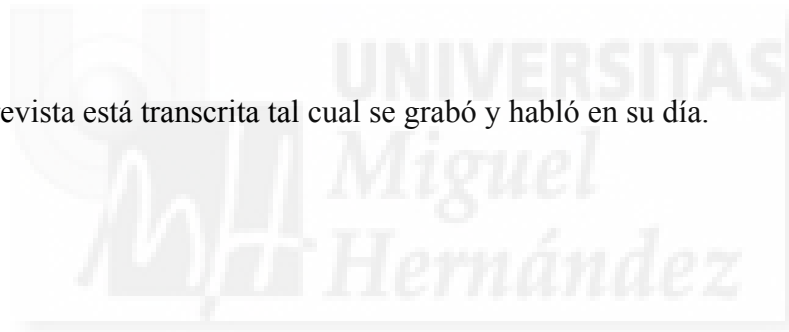 UNIVERSITAS
evista está transcrita tal cual se grabó y habló en su día.
Miguel
Hernández